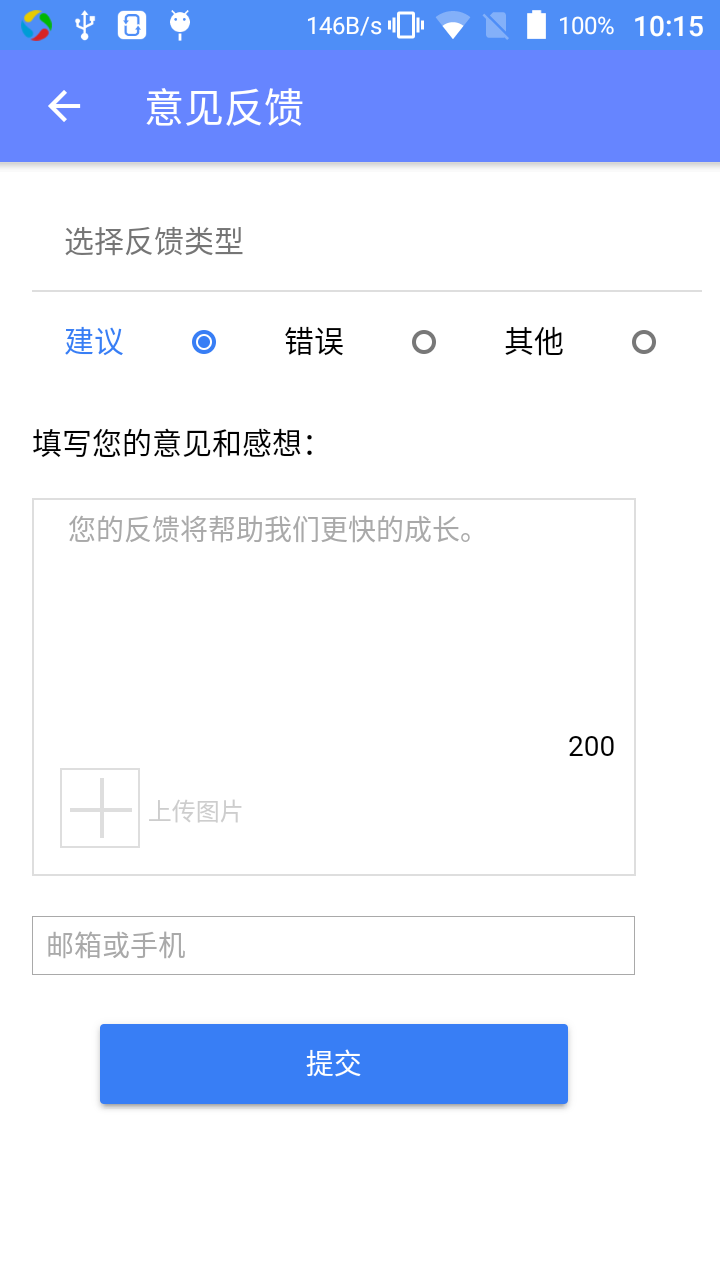 146B/s 100% 10:15
意见反馈
选择反馈类型
建议 错误 其他
填写您的意见和感想：
您的反馈将帮助我们更快的成长。
200
上传图片
邮箱或手机
提交